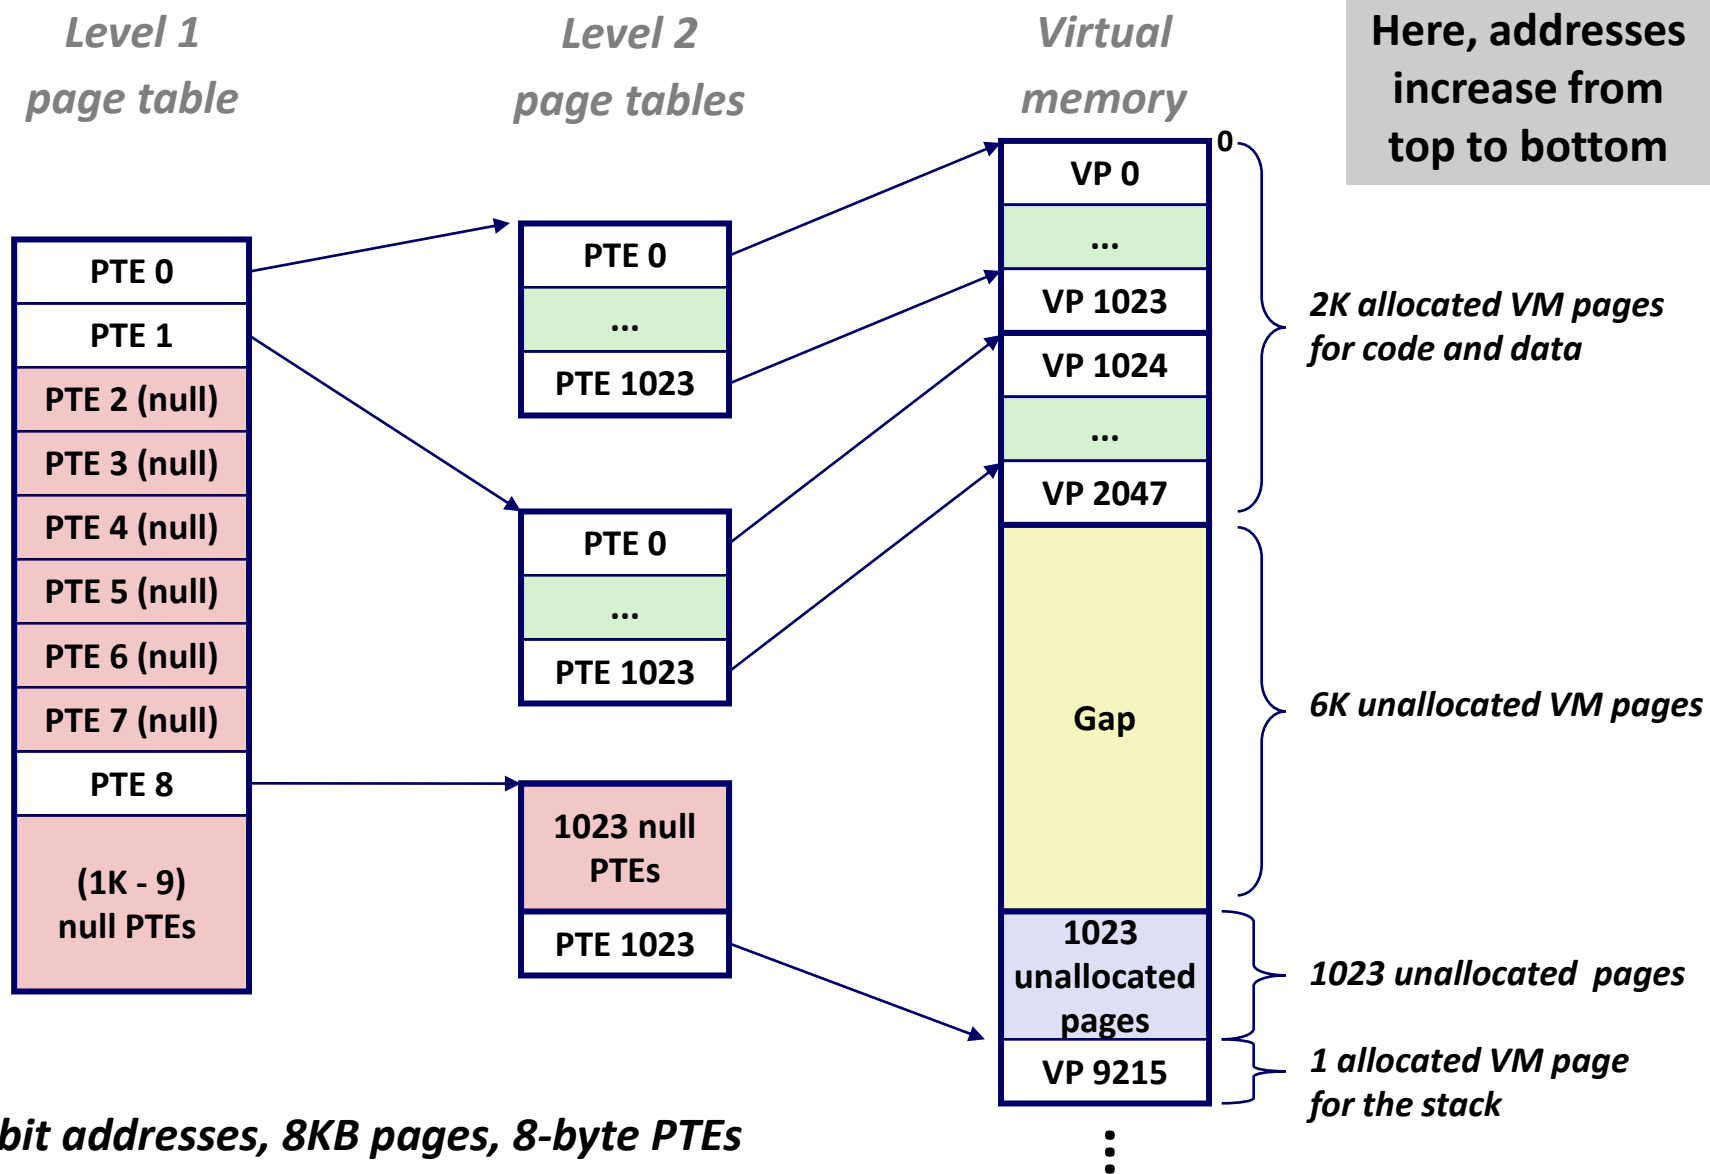 Level 1
page table
Level 2
page tables
Virtual
memory
Here, addresses
increase from
top to bottom
PTE 0
PTE 1
PTE 2 (null)
PTE 3 (null)
PTE 4 (null)
PTE 5 (null)
PTE 6 (null)
PTE 7 (null)
PTE 8
(1K - 9)
null PTEs
PTE 0
...
PTE 1023
PTE 0
...
PTE 1023
1023 null
PTEs
PTE 1023
0
VP 0
...
VP 1023
VP 1024
...
VP 2047
Gap
1023
unallocated
pages
VP 9215
2K allocated VM pages
for code and data
6K unallocated VM pages
1023 unallocated pages
1 allocated VM page
for the stack
bit addresses, 8KB pages, 8-byte PTEs